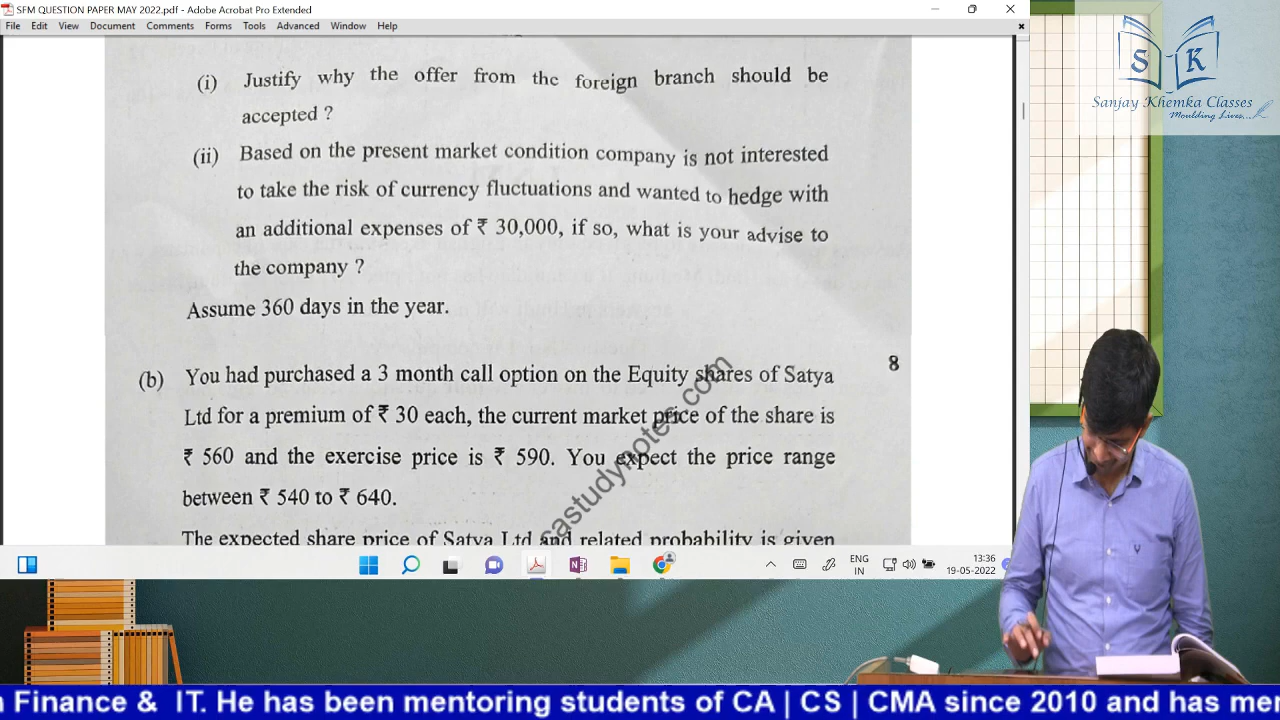 SFM QUESTION PAPER MAY 2022.pdf - Adobe Acrobat Pro Extended
File Edit View Document Comments Forms Tools Advanced Window Help
(i) Justify why the offer from the foreign branch should be
accepted ?
(ii) Based on the present market condition company is not interested
to take the risk of currency fluctuations and wanted to hedge with
an additional expenses of ₹ 30,000, if so, what is your advise to
the company ?
Assume 360 days in the year.
(b) You had purchased a 3 month call option on the Equity shares of Satya 8
Ltd for a premium of ₹ 30 each, the current market price of the share is
₹ 560 and the exercise price is ₹ 590. You expect the price range
between ₹ 540 to ₹ 640.
The expected share price of Satya Ltd and related probability is given
castudynotes.com
ENG
IN
13:36
19-05-2022
S K
Sanjay Khemka Classes
Moulding Lives...
Finance & IT. He has been mentoring students of CA | CS | CMA since 2010 and has